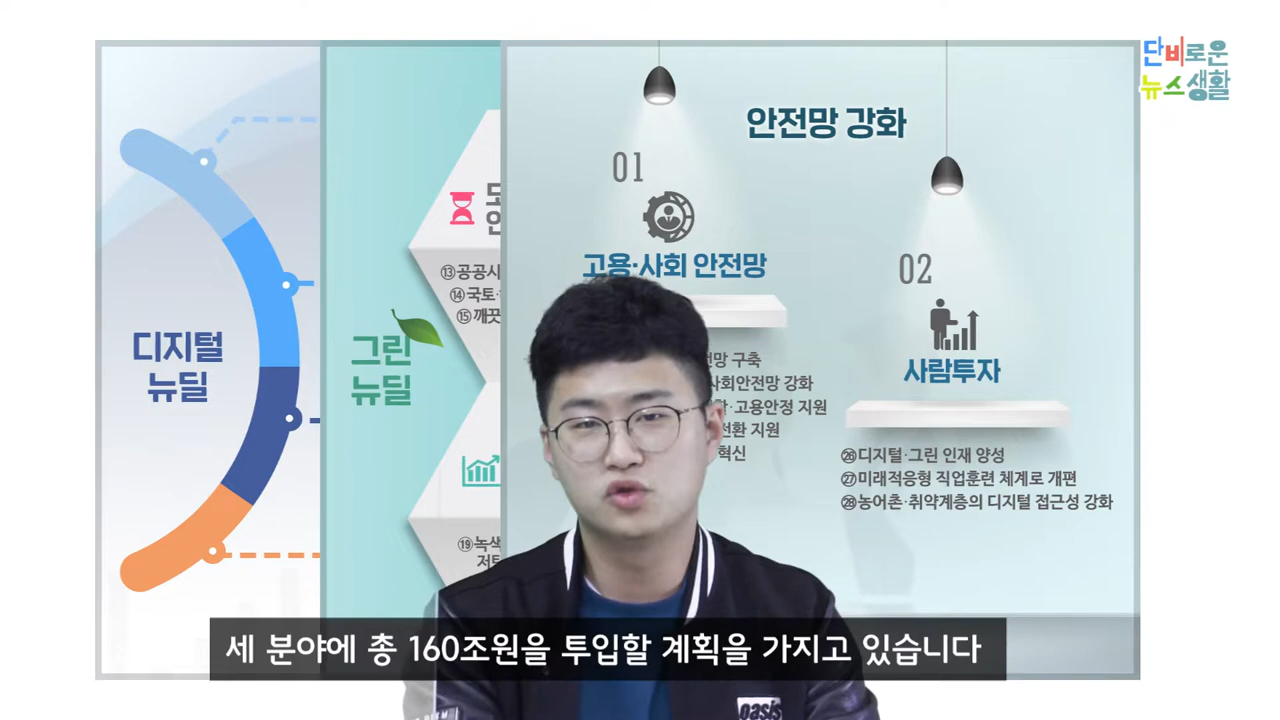 단비로운
뉴스생활
디지털
뉴딜
그린
뉴딜
⑬공공시
⑭국토·
⑮깨끗
⑲녹색
안전망 강화
01
고용·사회 안전망
전망 구축
사회안전망 강화
·고용안정 지원
전환 지원
혁신
02
사람투자
㉖디지털·그린 인재 양성
㉗미래적응형 직업훈련 체계로 개편
㉘농어촌·취약계층의 디지털 접근성 강화
oasis
세 분야에 총 160조원을 투입할 계획을 가지고 있습니다